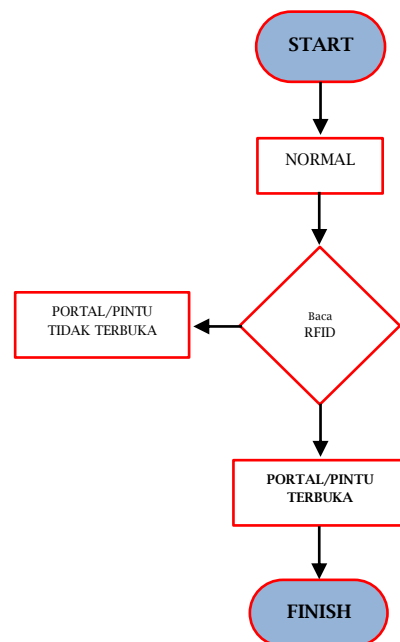 START
NORMAL
Baca
RFID
PORTAL/PINTU
TIDAK TERBUKA
PORTAL/PINTU
TERBUKA
FINISH